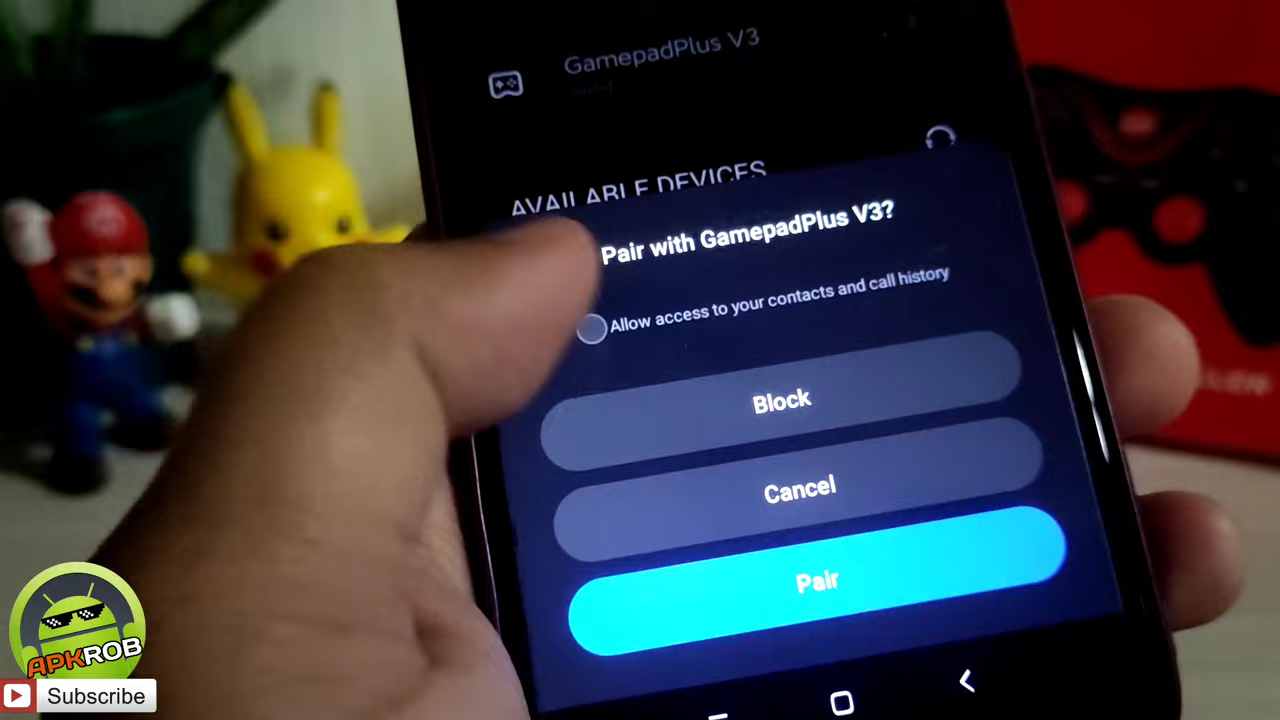 GamepadPlus V3
AVAILABLE DEVICES
Pair with GamepadPlus V3?
Allow access to your contacts and call history
Block
Cancel
Pair
APKROB
Subscribe